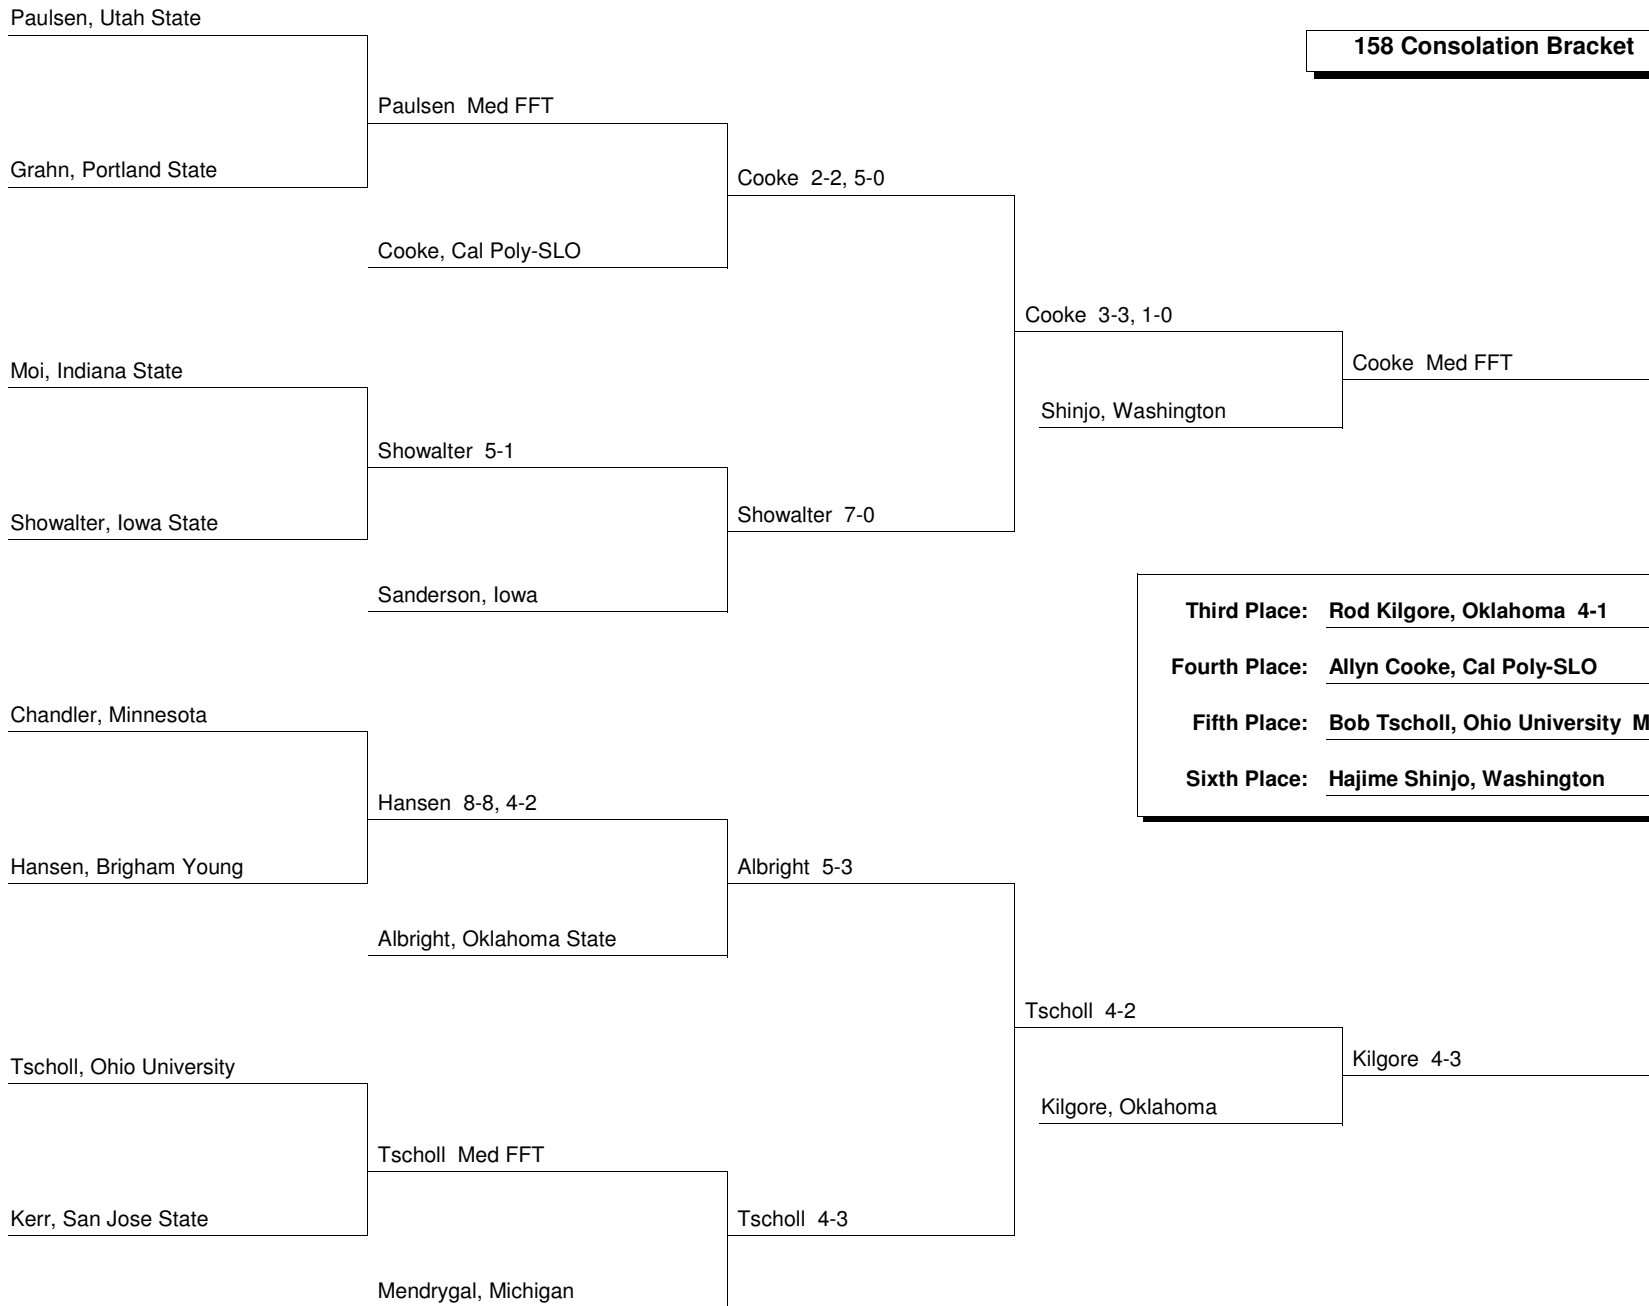 Paulsen, Utah State
158 Consolation Bracket
Paulsen  Med FFT
Grahn, Portland State
Cooke  2-2, 5-0
Cooke, Cal Poly-SLO
Cooke  3-3, 1-0
Moi, Indiana State
Cooke  Med FFT
Shinjo, Washington
Showalter  5-1
Showalter, Iowa State
Showalter  7-0
Sanderson, Iowa
Third Place: Rod Kilgore, Oklahoma  4-1
Fourth Place: Allyn Cooke, Cal Poly-SLO
Fifth Place: Bob Tscholl, Ohio University  M
Sixth Place: Hajime Shinjo, Washington
Chandler, Minnesota
Hansen  8-8, 4-2
Hansen, Brigham Young
Albright  5-3
Albright, Oklahoma State
Tscholl  4-2
Tscholl, Ohio University
Kilgore  4-3
Kilgore, Oklahoma
Tscholl  Med FFT
Kerr, San Jose State
Tscholl  4-3
Mendrygal, Michigan